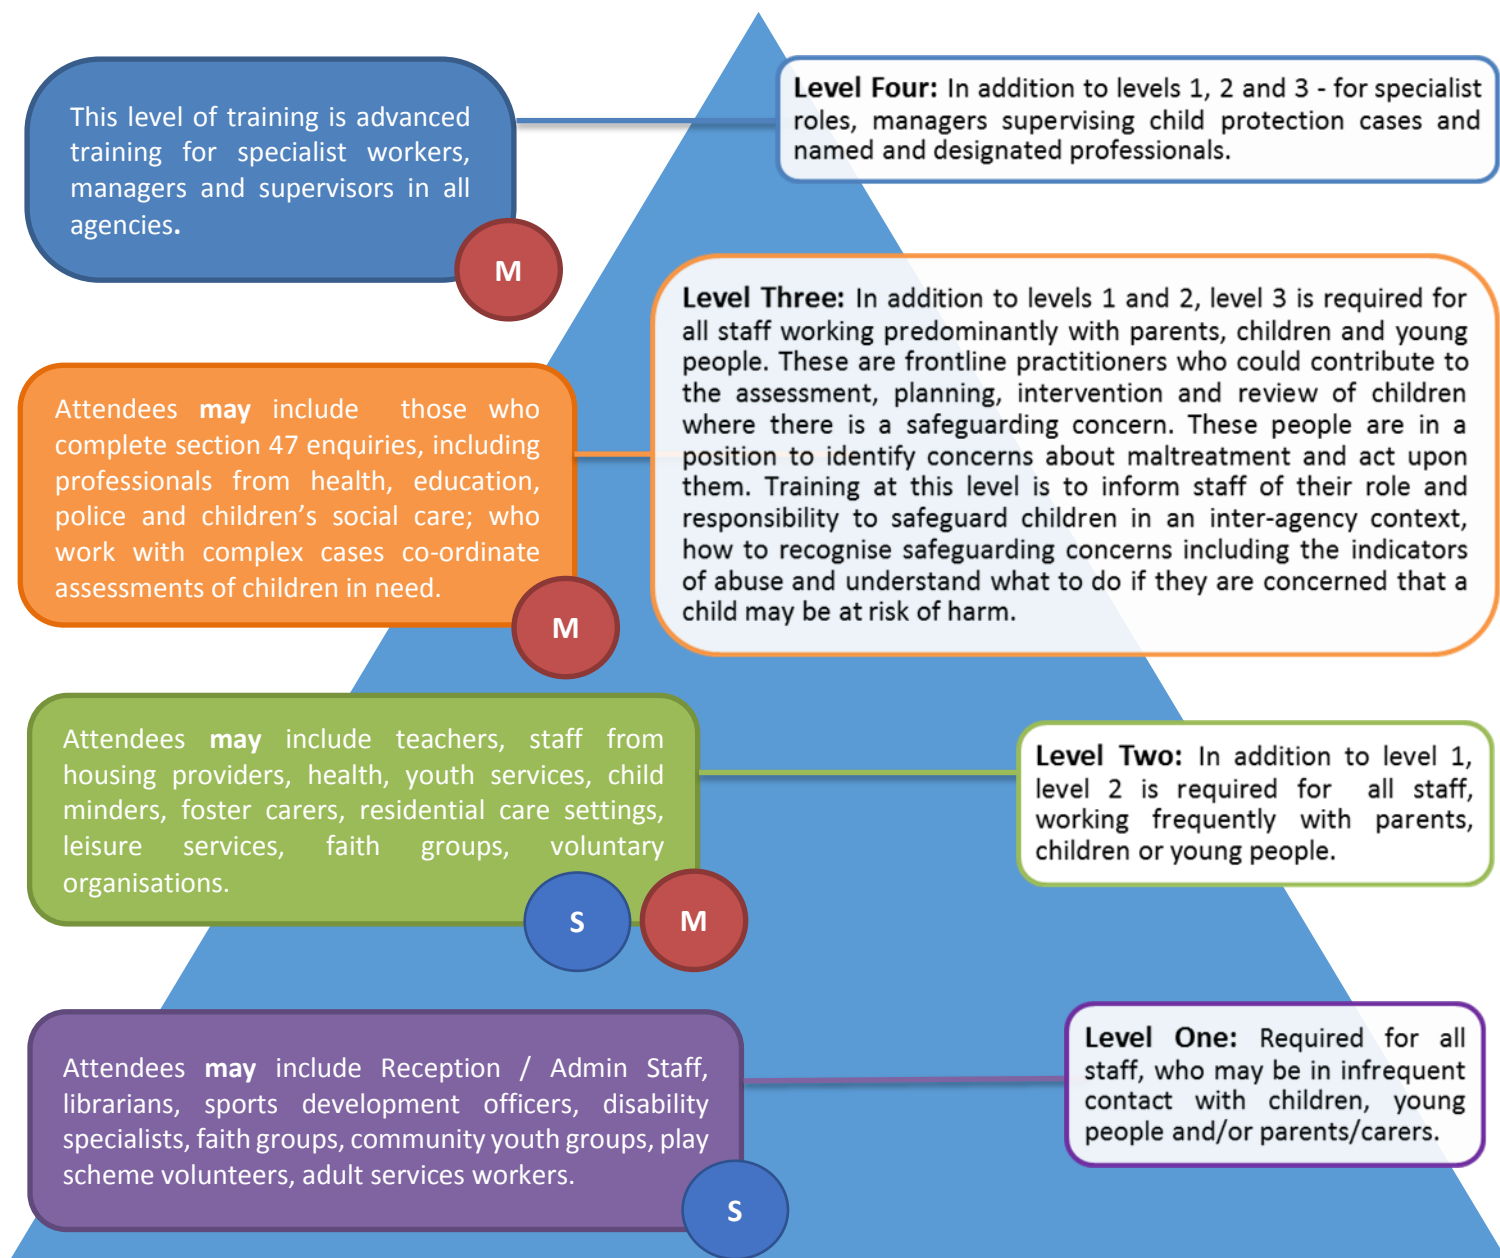 This level of training is advanced
training for specialist workers,
managers and supervisors in all
agencies.
M
Level Four: In addition to levels 1, 2 and 3 - for specialist
roles, managers supervising child protection cases and
named and designated professionals.
Attendees may include those who
complete section 47 enquiries, including
professionals from health, education,
police and children’s social care; who
work with complex cases co-ordinate
assessments of children in need.
M
Level Three: In addition to levels 1 and 2, level 3 is required for
all staff working predominantly with parents, children and young
people. These are frontline practitioners who could contribute to
the assessment, planning, intervention and review of children
where there is a safeguarding concern. These people are in a
position to identify concerns about maltreatment and act upon
them. Training at this level is to inform staff of their role and
responsibility to safeguard children in an inter-agency context,
how to recognise safeguarding concerns including the indicators
of abuse and understand what to do if they are concerned that a
child may be at risk of harm.
Attendees may include teachers, staff from
housing providers, health, youth services, child
minders, foster carers, residential care settings,
leisure services, faith groups, voluntary
organisations.
S
M
Level Two: In addition to level 1,
level 2 is required for all staff,
working frequently with parents,
children or young people.
Attendees may include Reception / Admin Staff,
librarians, sports development officers, disability
specialists, faith groups, community youth groups, play
scheme volunteers, adult services workers.
S
Level One: Required for all
staff, who may be in infrequent
contact with children, young
people and/or parents/carers.